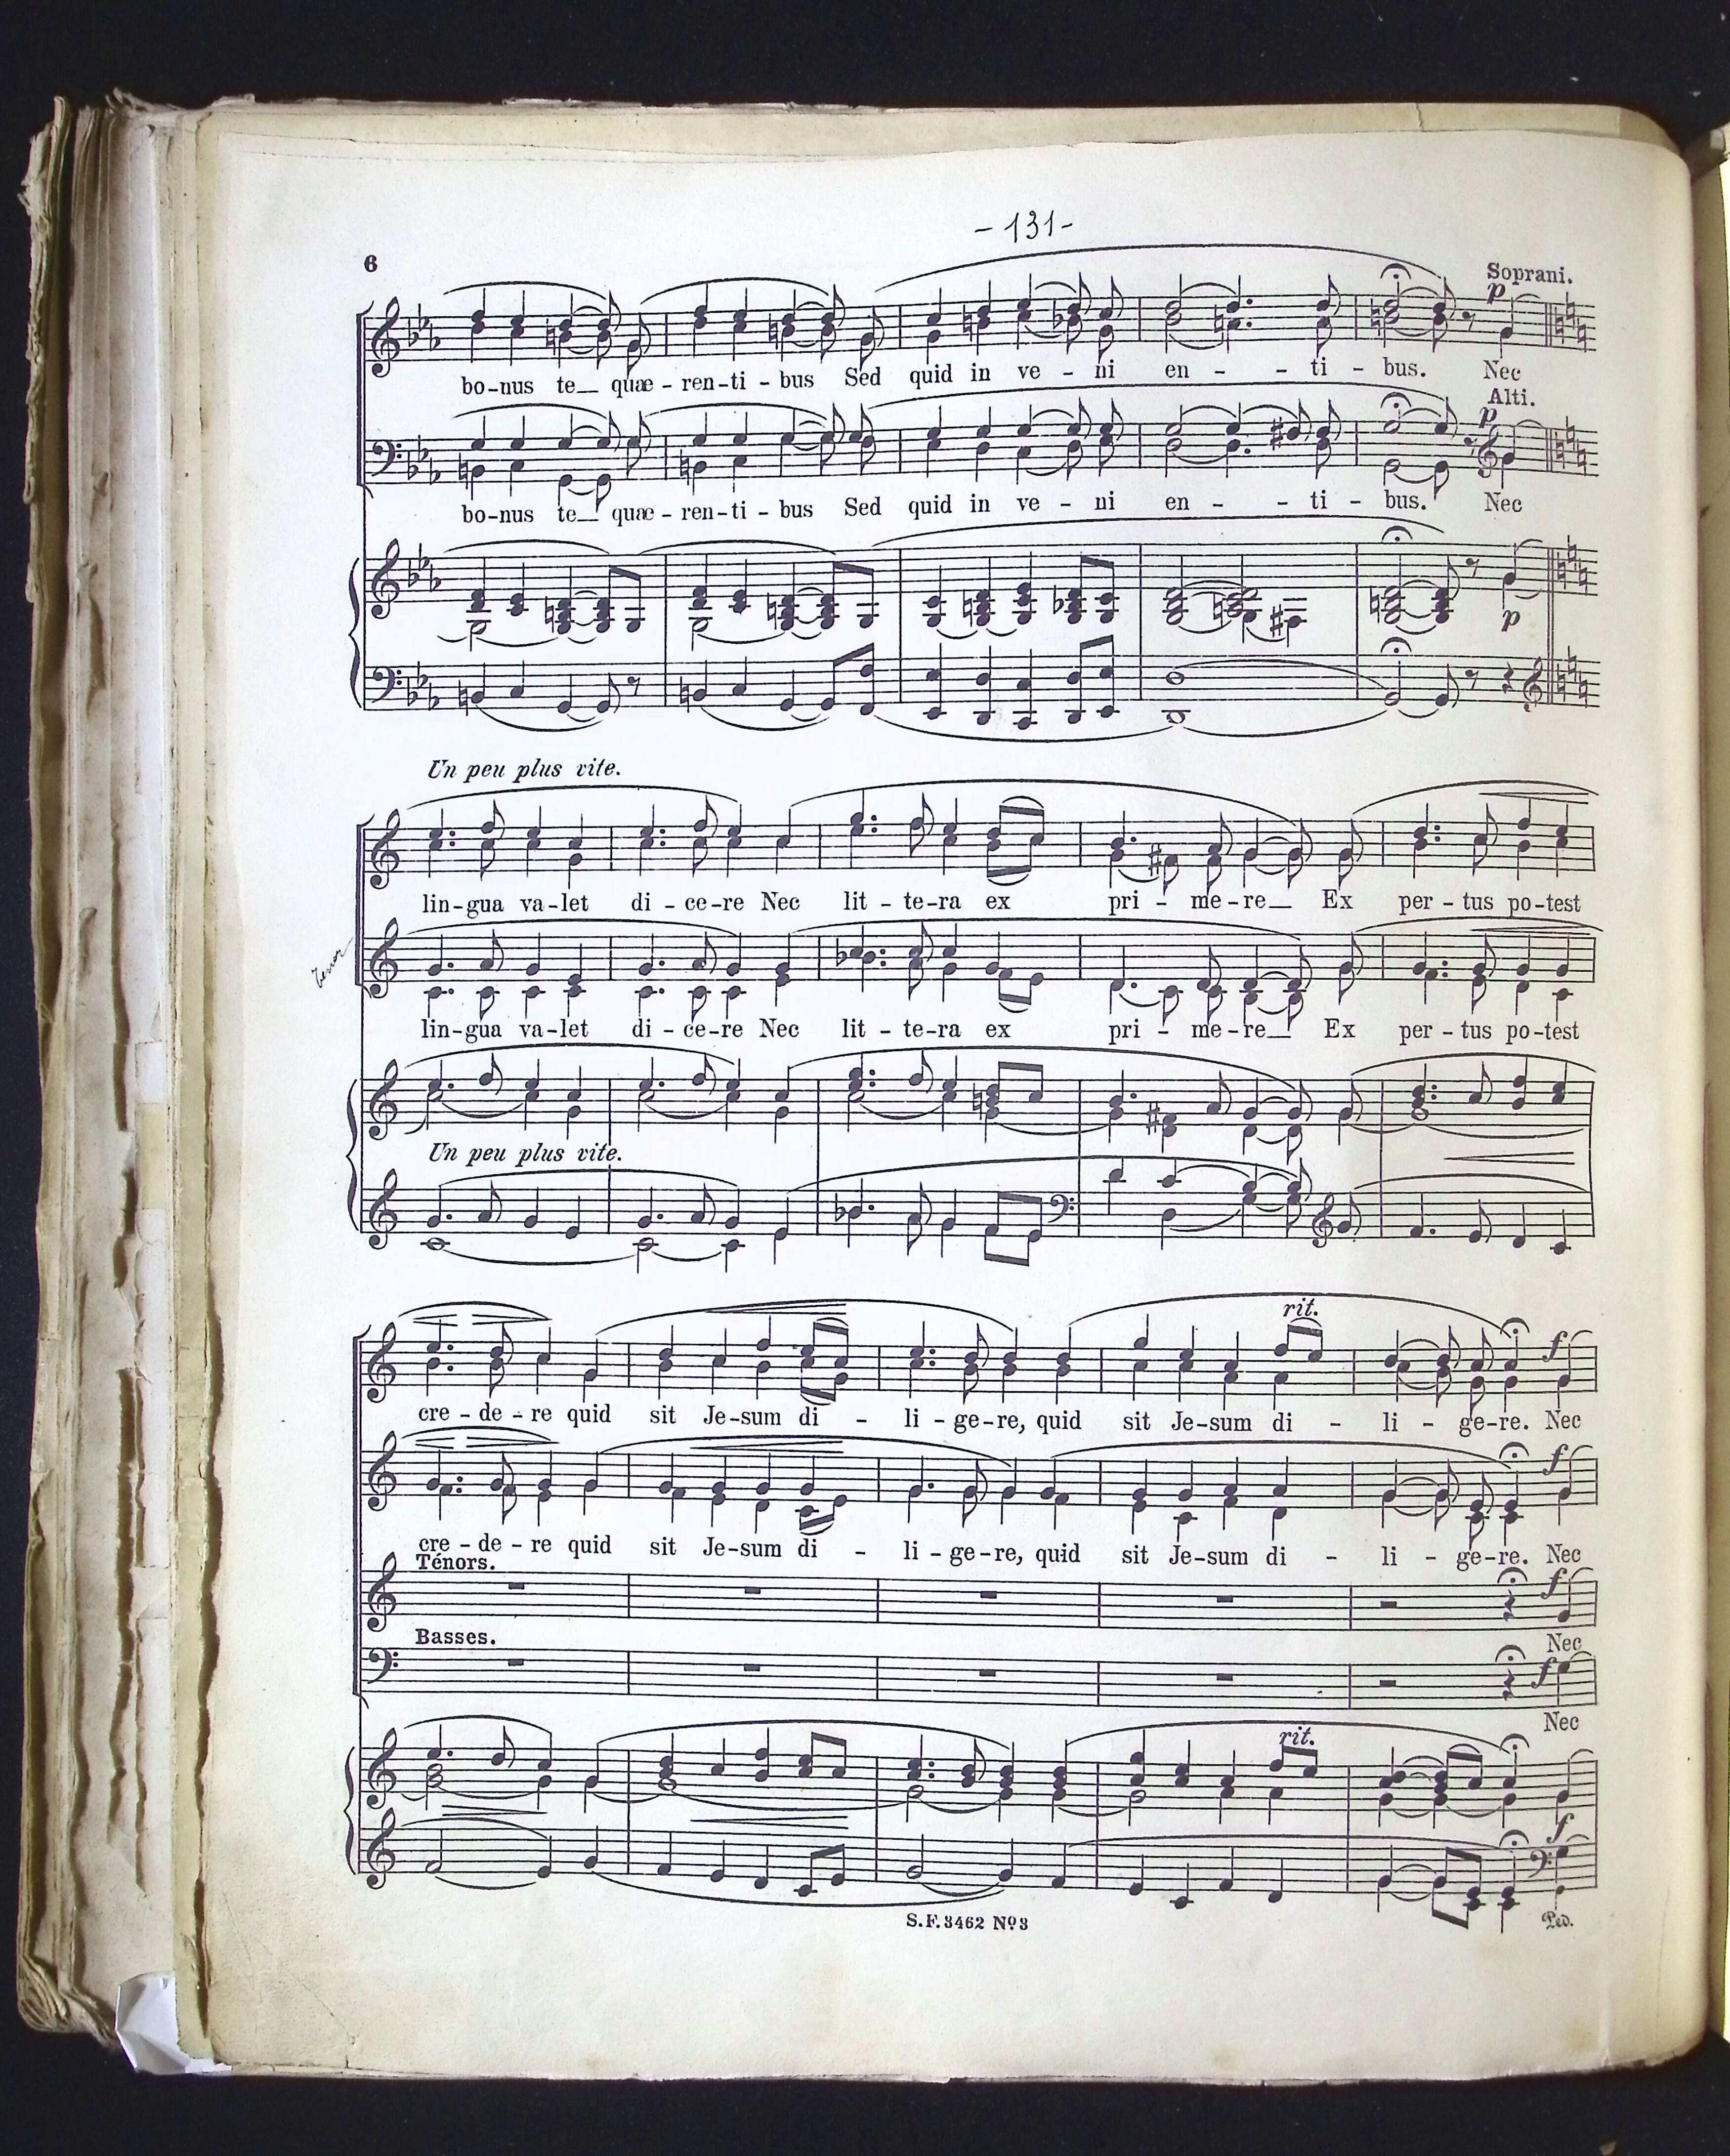 - 131 -
6
Soprani.
p
bo-nus te_ quæ-ren-ti-bus Sed quid in ve-ni en - - ti-bus. Nec
Alti.
p
bo-nus te_ quæ-ren-ti-bus Sed quid in ve-ni en - - ti-bus. Nec
p
Un peu plus vite.
lin-gua va-let di-ce-re Nec lit-te-ra ex pri-me-re_ Ex per-tus po-test
Tenor
lin-gua va-let di-ce-re Nec lit-te-ra ex pri-me-re_ Ex per-tus po-test
Un peu plus vite.
rit.
f
cre-de-re quid sit Je-sum di - li-ge-re, quid sit Je-sum di - li - ge-re. Nec
f
cre-de-re quid sit Je-sum di - li-ge-re, quid sit Je-sum di - li - ge-re. Nec
Ténors.
f
Nec
Basses.
f
Nec
rit.
f
Ped.
S.F. 3462 Nº 3